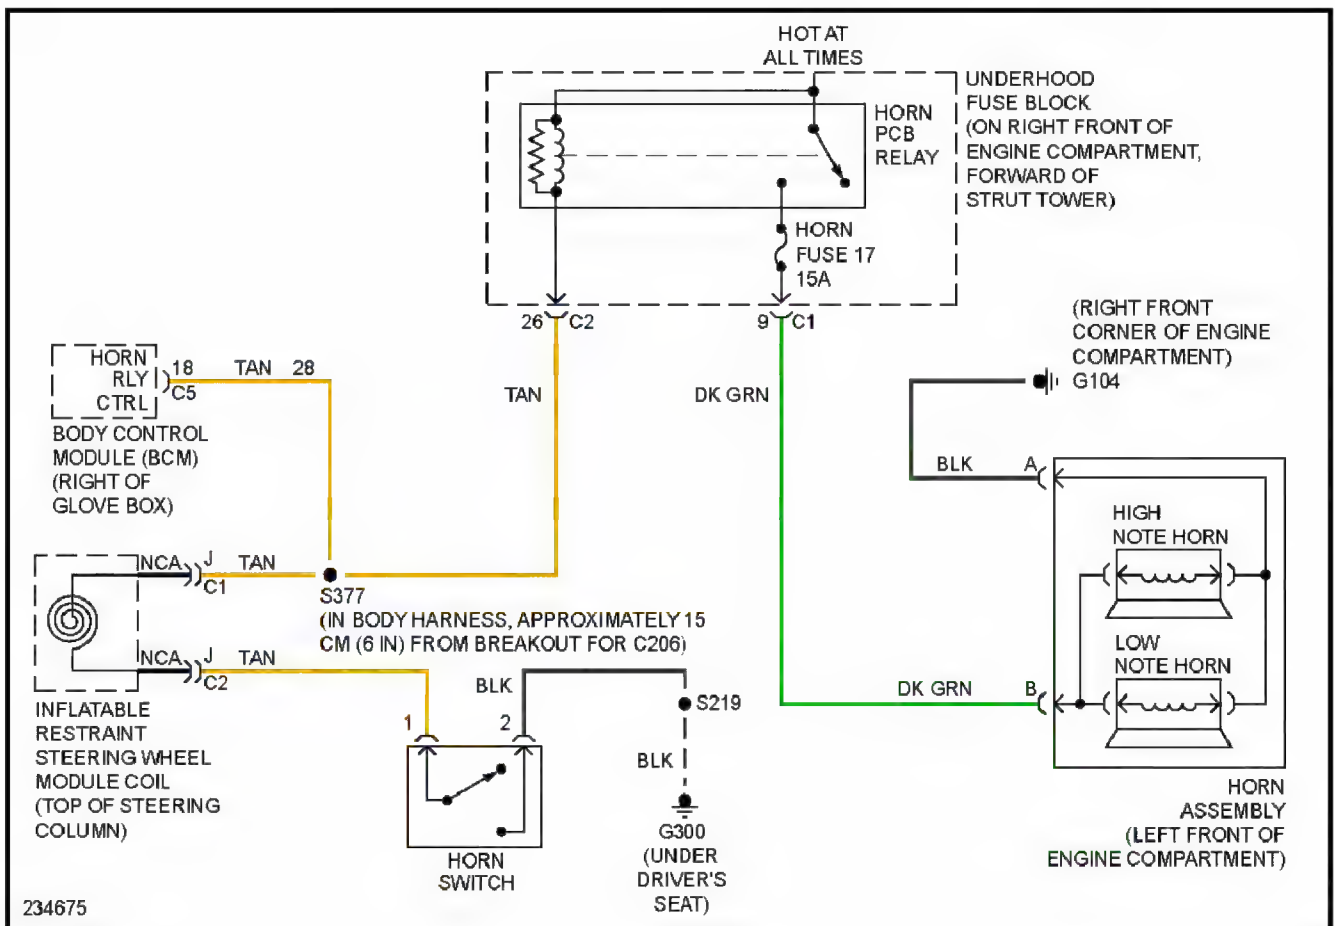 HOT AT
ALL TIMES
UNDERHOOD
FUSE BLOCK
(ON RIGHT FRONT OF
ENGINE COMPARTMENT,
FORWARD OF
STRUT TOWER)
HORN
PCB
RELAY
HORN
FUSE 17
15A
26 C2
9 C1
(RIGHT FRONT
CORNER OF ENGINE
COMPARTMENT)
G104
HORN
RLY
CTRL
18
C5
TAN 28
BODY CONTROL
MODULE (BCM)
(RIGHT OF
GLOVE BOX)
TAN
DK GRN
BLK A
HIGH
NOTE HORN
NCA J TAN
C1
S377
(IN BODY HARNESS, APPROXIMATELY 15
CM (6 IN) FROM BREAKOUT FOR C206)
LOW
NOTE HORN
NCA J TAN
C2
BLK
S219
DK GRN B
INFLATABLE
RESTRAINT
STEERING WHEEL
MODULE COIL
(TOP OF STEERING
COLUMN)
1 2
BLK
HORN
SWITCH
G300
(UNDER
DRIVER'S
SEAT)
HORN
ASSEMBLY
(LEFT FRONT OF
ENGINE COMPARTMENT)
234675